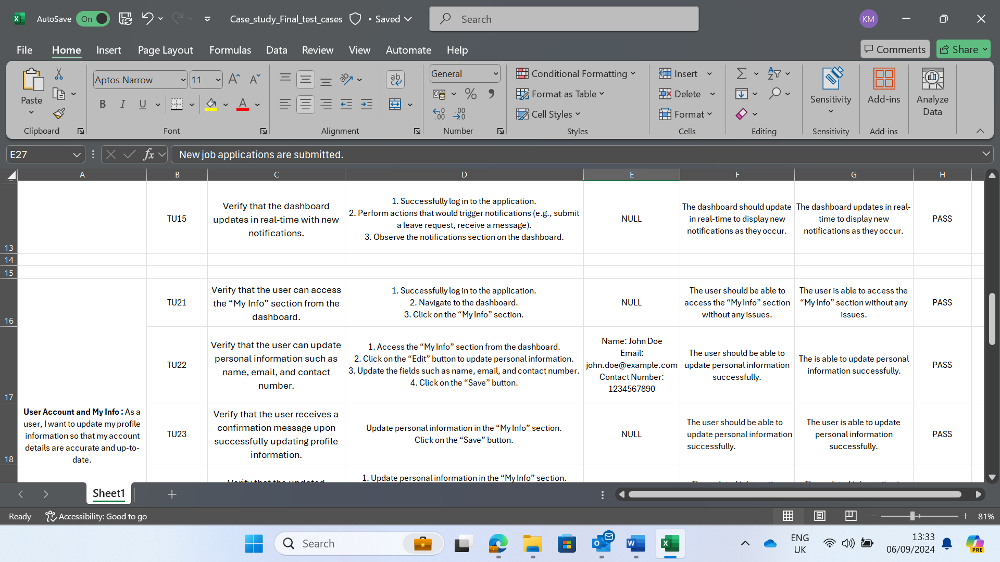 AutoSave On Case_study_Final_test_cases • Saved Search KM
File Home Insert Page Layout Formulas Data Review View Automate Help Comments Share
Paste Aptos Narrow 11 General Conditional Formatting Insert Sensitivity Add-ins Analyze Data
B I U Format as Table Delete
Cell Styles Format
Clipboard Font Alignment Number Styles Cells Editing Sensitivity Add-ins
E27 fx New job applications are submitted.
A B C D E F G H
13
TU15
Verify that the dashboard
updates in real-time with new
notifications.
1. Successfully log in to the application.
2. Perform actions that would trigger notifications (e.g., submit
a leave request, receive a message).
3. Observe the notifications section on the dashboard.
NULL
The dashboard should update
in real-time to display new
notifications as they occur.
The dashboard updates in real-
time to display new
notifications as they occur.
PASS
14
15
16
TU21
Verify that the user can access
the “My Info” section from the
dashboard.
1. Successfully log in to the application.
2. Navigate to the dashboard.
3. Click on the “My Info” section.
NULL
The user should be able to
access the “My Info” section
without any issues.
The user is able to access the
“My Info” section without any
issues.
PASS
17
TU22
Verify that the user can update
personal information such as
name, email, and contact
number.
1. Access the “My Info” section from the dashboard.
2. Click on the “Edit” button to update personal information.
3. Update the fields such as name, email, and contact number.
4. Click on the “Save” button.
Name: John Doe
Email:
john.doe@example.com
Contact Number:
1234567890
The user should be able to
update personal information
successfully.
The is able to update personal
information successfully.
PASS
User Account and My Info : As a
user, I want to update my profile
information so that my account
details are accurate and up-to-
date.
18
TU23
Verify that the user receives a
confirmation message upon
successfully updating profile
information.
Update personal information in the “My Info” section.
Click on the “Save” button.
NULL
The user should be able to
update personal information
successfully.
The user is able to update
personal information
successfully.
PASS
Verify that the updated
1. Update personal information in the “My Info” section.
Sheet1
Ready Accessibility: Good to go 81%
Search ENG UK 13:33 06/09/2024 PRE